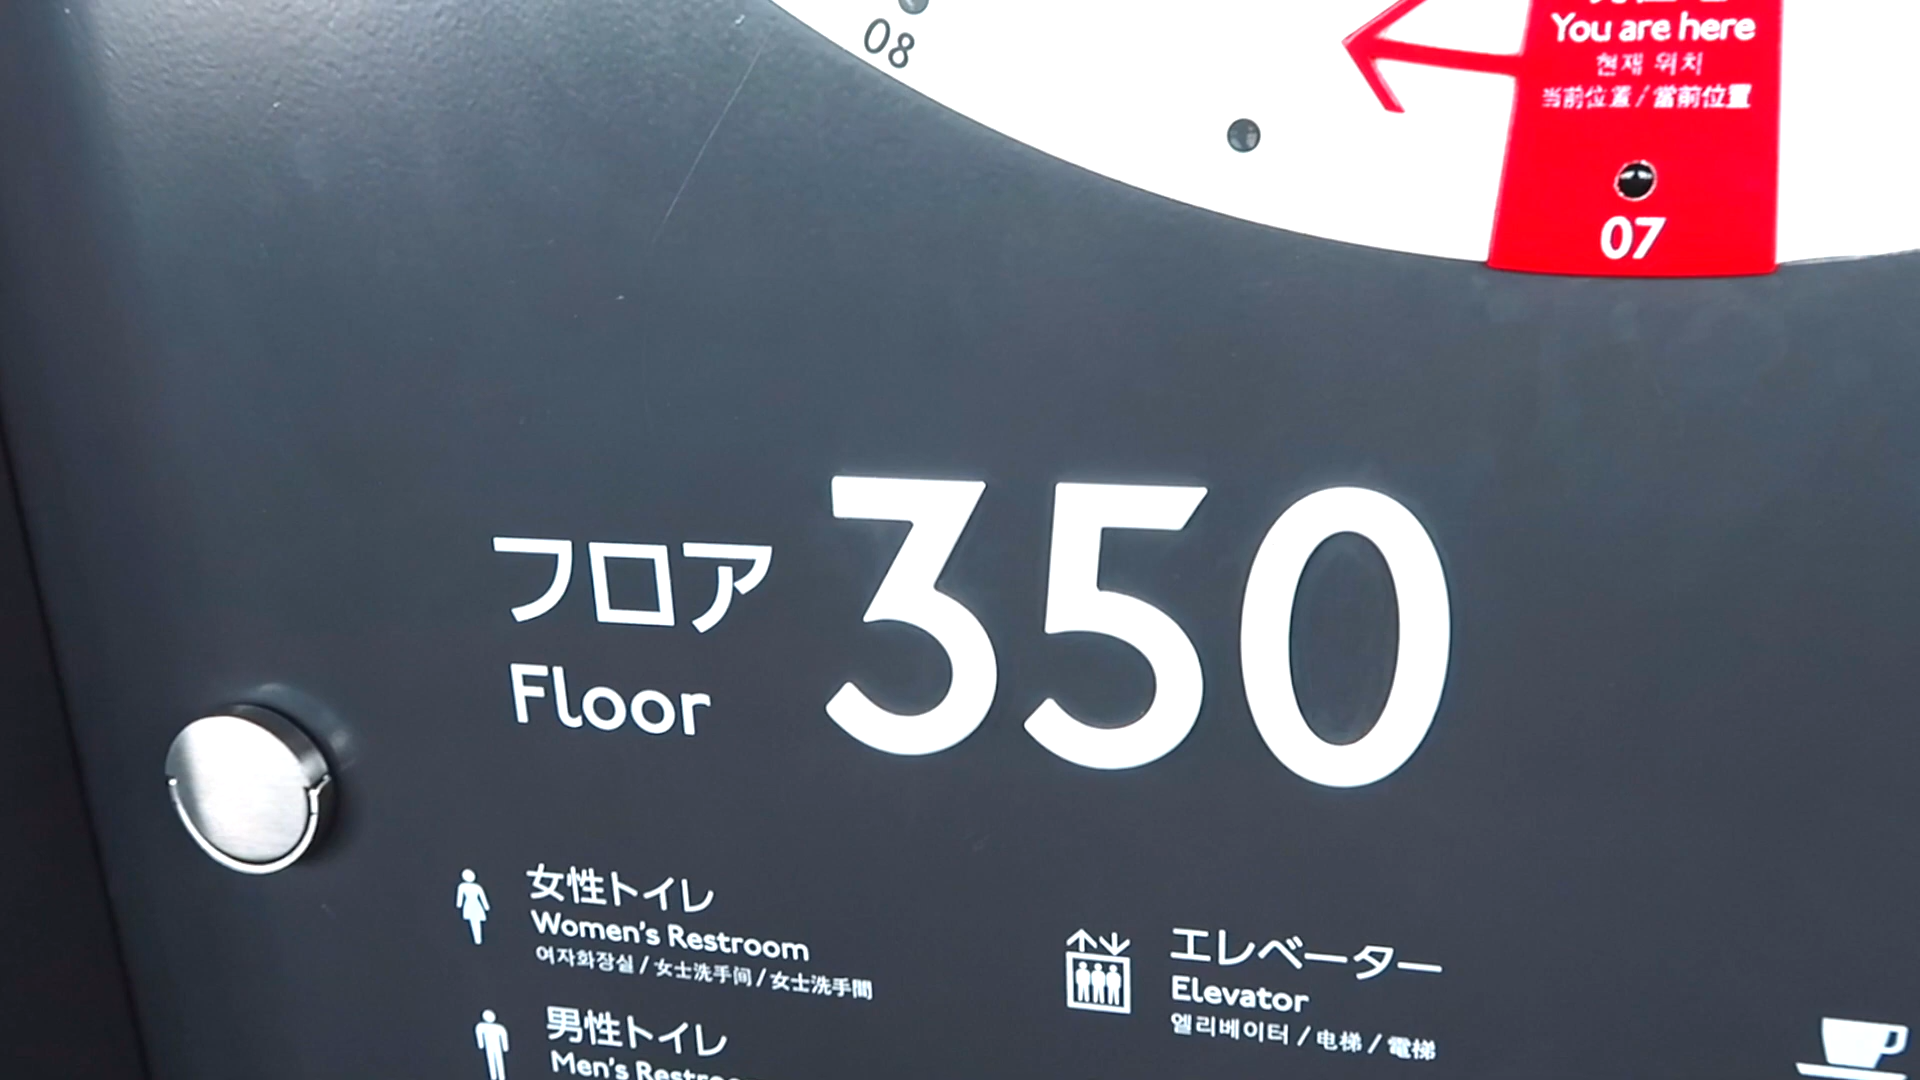 08
You are here
현재 위치
当前位置 / 當前位置
07
フロア
Floor
350
女性トイレ
Women's Restroom
여자화장실 / 女士洗手间 / 女士洗手間
男性トイレ
Men's
エレベーター
Elevator
엘리베이터 / 电梯 / 電梯